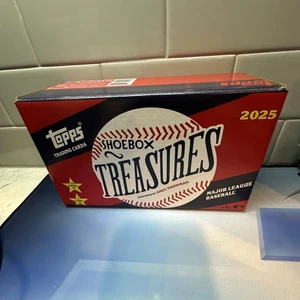 Topps
TRADING CARDS
2025
SHOEBOX
TREASURES
MAJOR LEAGUE
BASEBALL